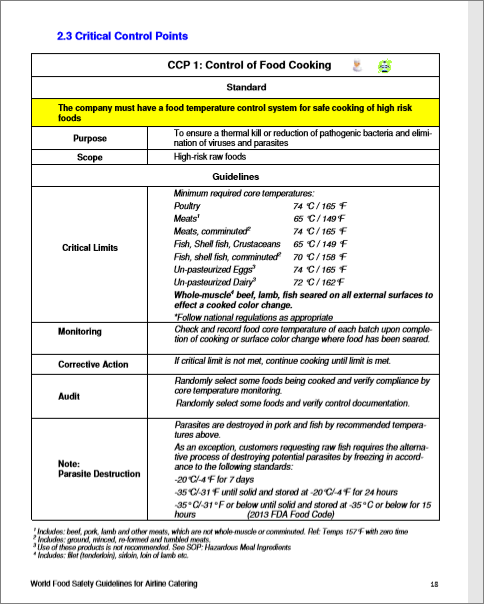 2.3 Critical Control Points
CCP 1: Control of Food Cooking
Standard
The company must have a food temperature control system for safe cooking of high risk
foods
Purpose
To ensure a thermal kill or reduction of pathogenic bacteria and elimi-
nation of viruses and parasites
Scope
High-risk raw foods
Guidelines
Critical Limits
Minimum required core temperatures:
Poultry 74 °C / 165 °F
Meats¹ 65 °C / 149°F
Meats, comminuted² 74 °C / 165 °F
Fish, Shell fish, Crustaceans 65 °C / 149 °F
Fish, shell fish, comminuted² 70 °C / 158 °F
Un-pasteurized Eggs³ 74 °C / 165 °F
Un-pasteurized Dairy³ 72 °C / 162°F
Whole-muscle⁴ beef, lamb, fish seared on all external surfaces to
effect a cooked color change.
*Follow national regulations as appropriate
Monitoring
Check and record food core temperature of each batch upon comple-
tion of cooking or surface color change where food has been seared.
Corrective Action
If critical limit is not met, continue cooking until limit is met.
Audit
Randomly select some foods being cooked and verify compliance by
core temperature monitoring.
Randomly select some foods and verify control documentation.
Note:
Parasite Destruction
Parasites are destroyed in pork and fish by recommended tempera-
tures above.
As an exception, customers requesting raw fish requires the alterna-
tive process of destroying potential parasites by freezing in accord-
ance to the following standards:
-20°C/-4°F for 7 days
-35°C/-31°F until solid and stored at -20°C/-4°F for 24 hours
-35°C/-31°F or below until solid and stored at -35°C or below for 15
hours (2013 FDA Food Code)
¹ Includes: beef, pork, lamb and other meats, which are not whole-muscle or comminuted. Ref: Temps 157°F with zero time
² Includes: ground, minced, re-formed and tumbled meats.
³ Use of these products is not recommended. See SOP: Hazardous Meal Ingredients
⁴ Includes: filet (tenderloin), sirloin, loin of lamb etc.
World Food Safety Guidelines for Airline Catering 18